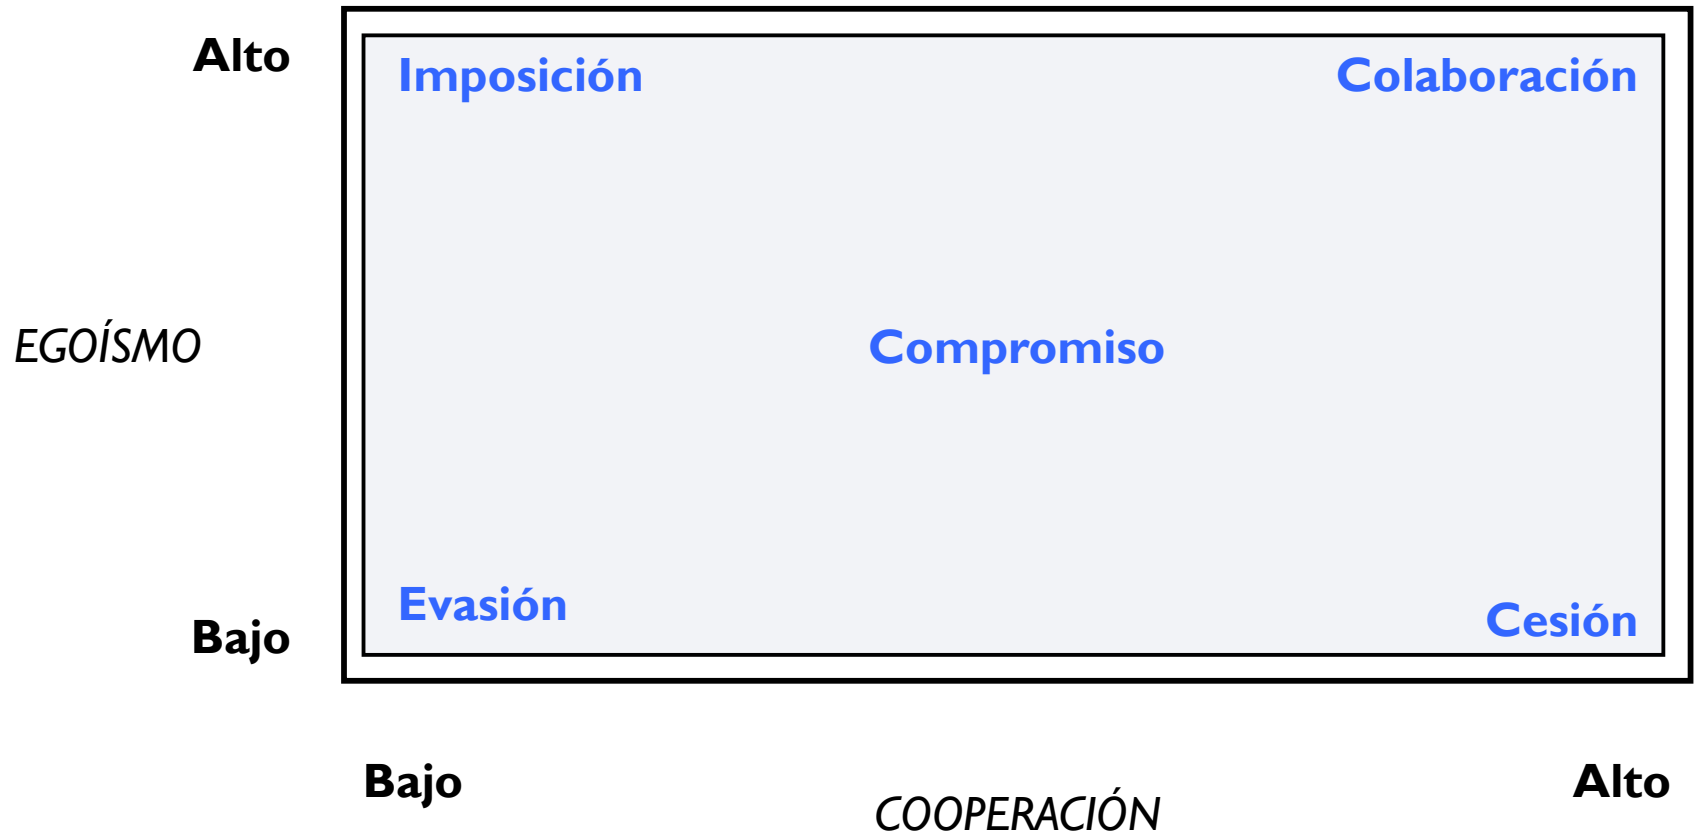 Alto
Imposición
Colaboración
EGOÍSMO
Compromiso
Evasión
Cesión
Bajo
Bajo
Alto
COOPERACIÓN